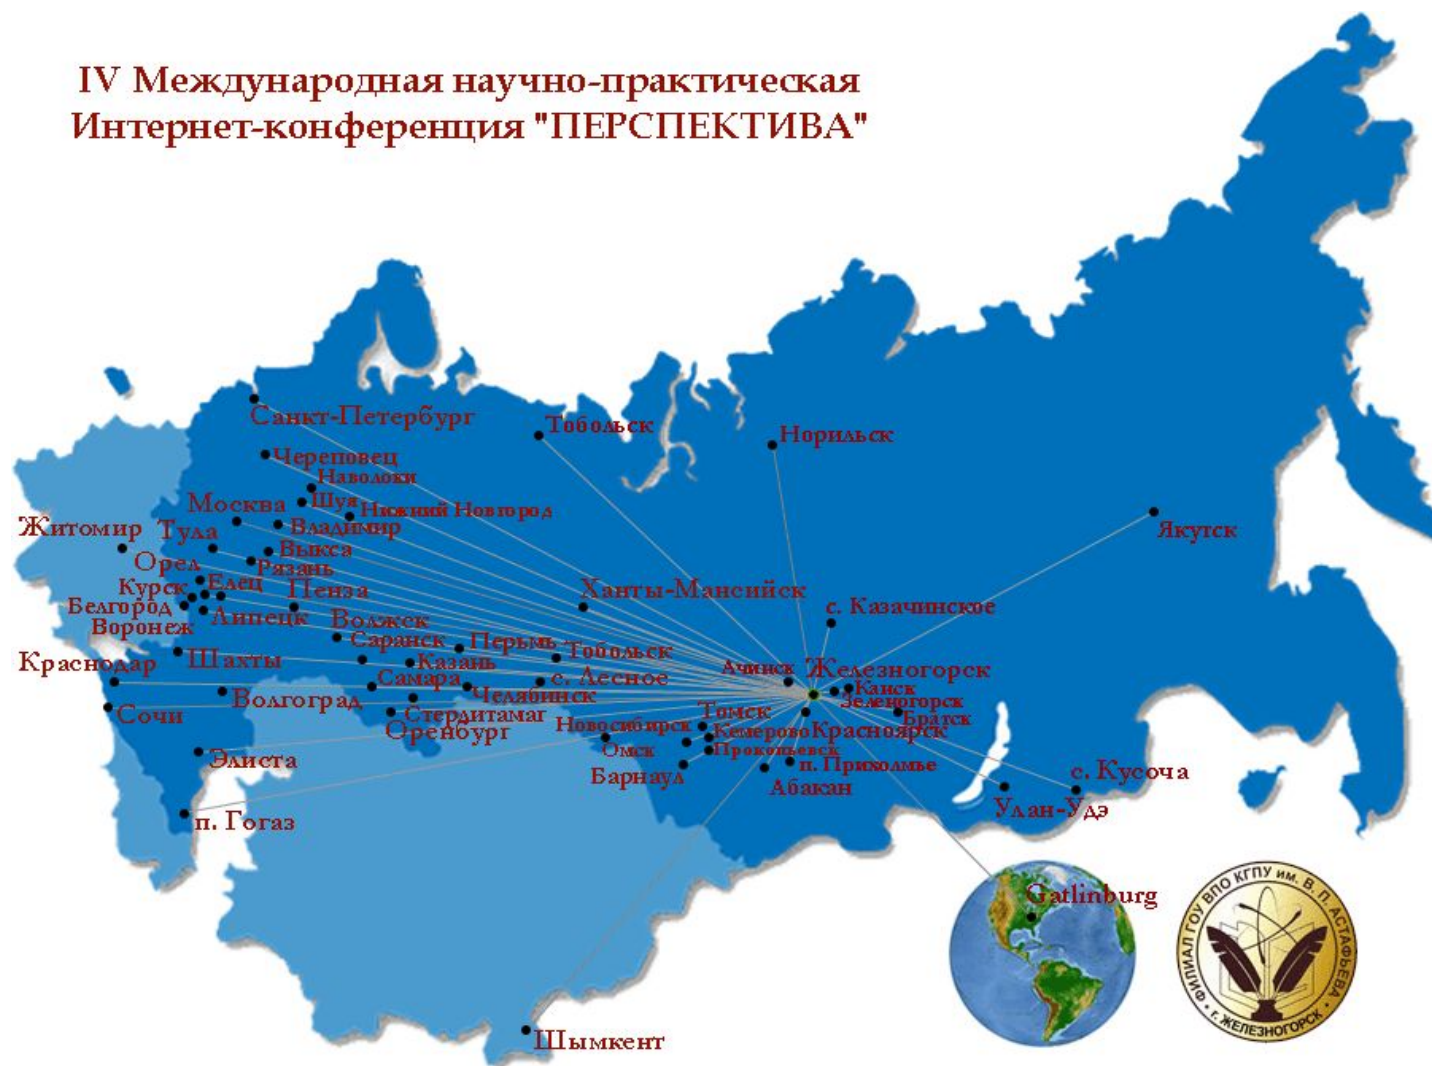 IV Международная научно-практическая
Интернет-конференция "ПЕРСПЕКТИВА"
Санкт-Петербург
Тобольск
Норильск
Череповец
Наволоки
Москва
Шуя
Нижний Новгород
Житомир
Тула
Владимир
Якутск
Выкса
Орел
Рязань
Курск
Елец
Пенза
Ханты-Мансийск
Белгород
Липецк
с. Казачинское
Воронеж
Волжск
Саранск
Пермь
Тобольск
Краснодар
Шахты
Казань
с. Лесное
Ачинск
Железногорск
Самара
Челябинск
Канск
Зеленогорск
Волгоград
Сочи
Стерлитамаг
Новосибирск
Томск
Братск
Оренбург
Кемерово
Красноярск
Омск
Прокопьевск
Элиста
Барнаул
п. Прихолмье
с. Кусоча
Абакан
Улан-Удэ
п. Гогаз
Gatlinburg
Шымкент
ФИЛИАЛ ГОУ ВПО КГПУ им. В. П. АСТАФЬЕВА
г. ЖЕЛЕЗНОГОРСК